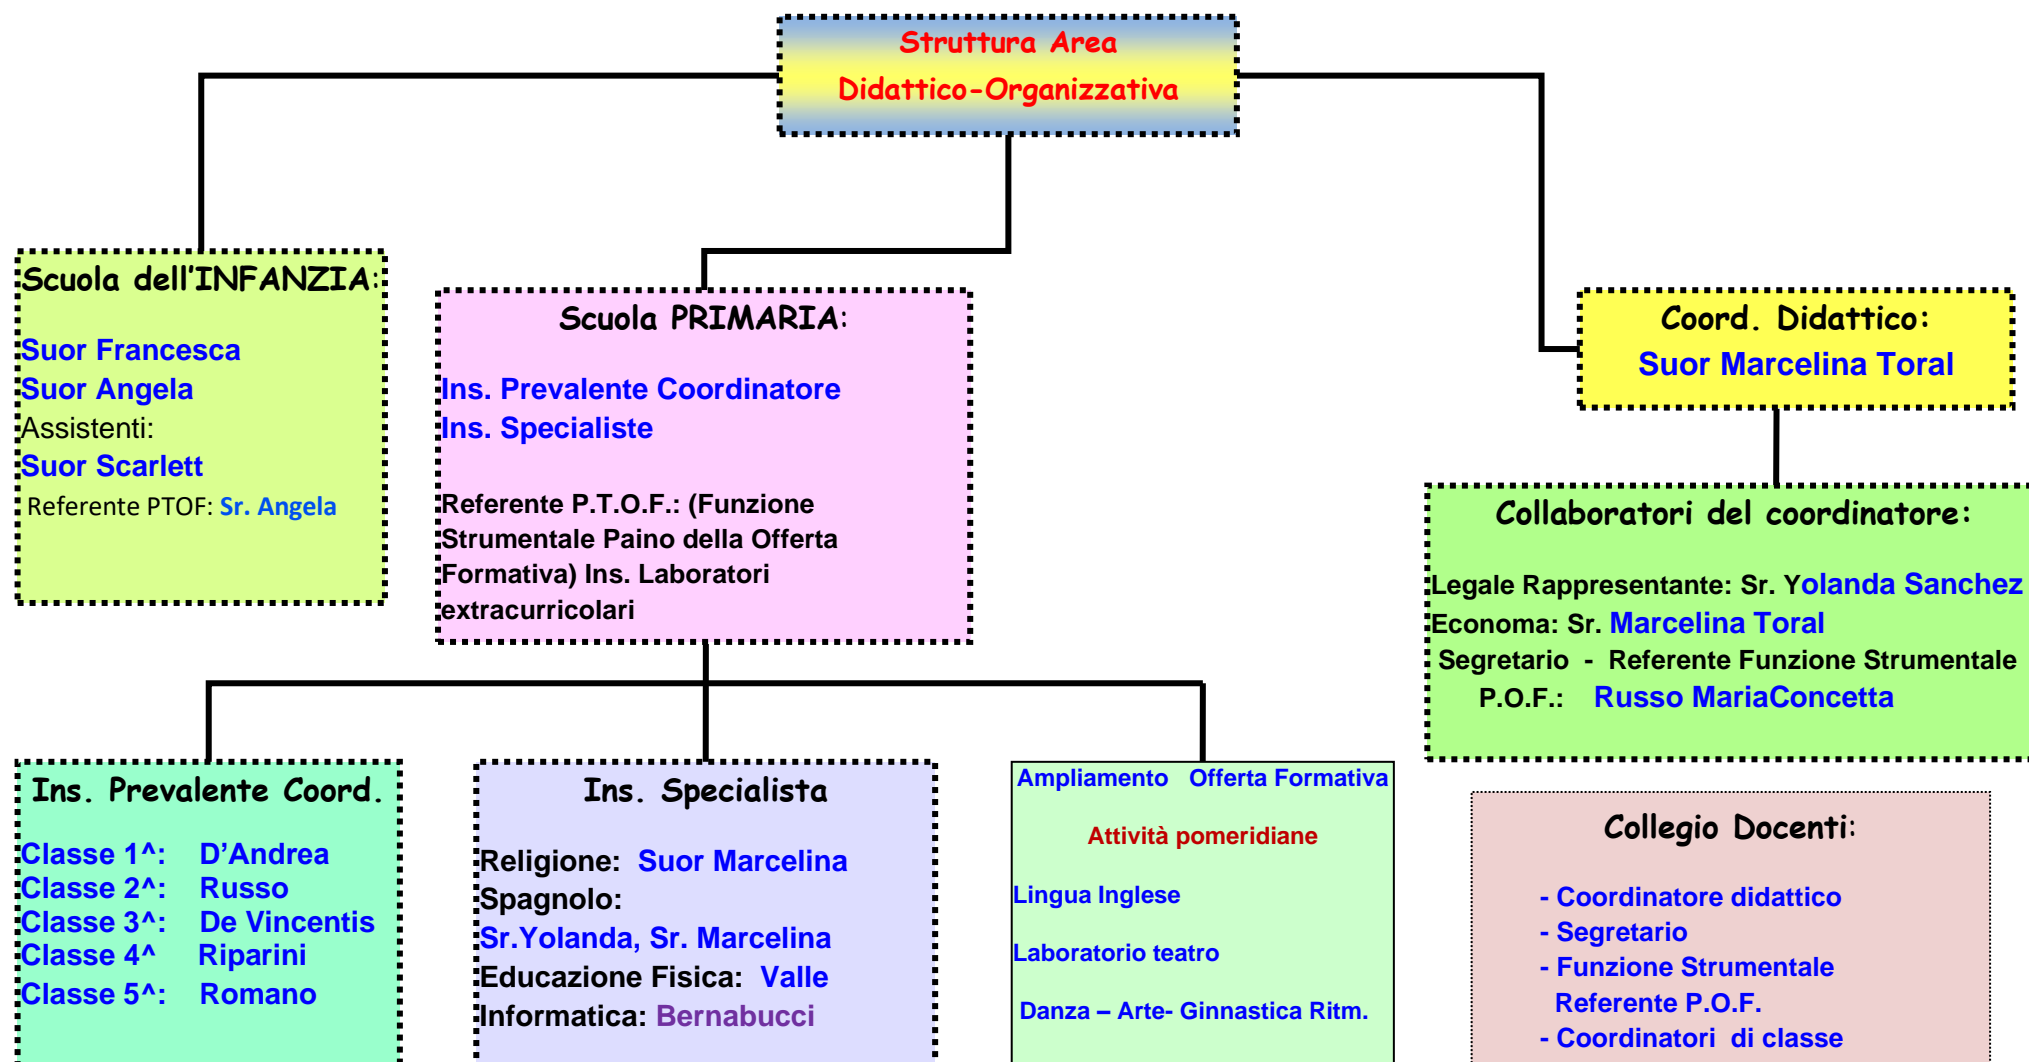 Struttura Area
Didattico-Organizzativa
Scuola dell'INFANZIA:
Suor Francesca
Suor Angela
Assistenti:
Suor Scarlett
Referente PTOF: Sr. Angela
Scuola PRIMARIA:
Ins. Prevalente Coordinatore
Ins. Specialiste
Referente P.T.O.F.: (Funzione
Strumentale Paino della Offerta
Formativa) Ins. Laboratori
extracurricolari
Coord. Didattico:
Suor Marcelina Toral
Collaboratori del coordinatore:
Legale Rappresentante: Sr. Yolanda Sanchez
Economa: Sr. Marcelina Toral
Segretario - Referente Funzione Strumentale
P.O.F.: Russo MariaConcetta
Ins. Prevalente Coord.
Classe 1^: D’Andrea
Classe 2^: Russo
Classe 3^: De Vincentis
Classe 4^ Riparini
Classe 5^: Romano
Ins. Specialista
Religione: Suor Marcelina
Spagnolo:
Sr.Yolanda, Sr. Marcelina
Educazione Fisica: Valle
Informatica: Bernabucci
Ampliamento Offerta Formativa
Attività pomeridiane
Lingua Inglese
Laboratorio teatro
Danza – Arte- Ginnastica Ritm.
Collegio Docenti:
- Coordinatore didattico
- Segretario
- Funzione Strumentale
Referente P.O.F.
- Coordinatori di classe